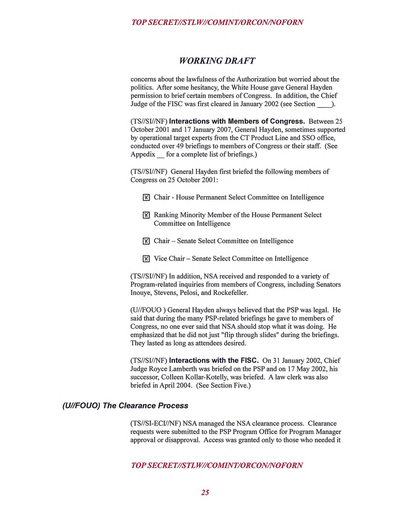 TOP SECRET//STLW//COMINT/ORCON/NOFORN
WORKING DRAFT
concerns about the lawfulness of the Authorization but worried about the
politics. After some hesitancy, the White House gave General Hayden
permission to brief certain members of Congress. In addition, the Chief
Judge of the FISC was first cleared in January 2002 (see Section ____).
(TS//SI//NF) Interactions with Members of Congress. Between 25
October 2001 and 17 January 2007, General Hayden, sometimes supported
by operational target experts from the CT Product Line and SSO office,
conducted over 49 briefings to members of Congress or their staff. (See
Appedix __ for a complete list of briefings.)
(TS//SI//NF) General Hayden first briefed the following members of
Congress on 25 October 2001:
Chair - House Permanent Select Committee on Intelligence
Ranking Minority Member of the House Permanent Select
Committee on Intelligence
Chair – Senate Select Committee on Intelligence
Vice Chair – Senate Select Committee on Intelligence
(TS//SI//NF) In addition, NSA received and responded to a variety of
Program-related inquiries from members of Congress, including Senators
Inouye, Stevens, Pelosi, and Rockefeller.
(U//FOUO ) General Hayden always believed that the PSP was legal. He
said that during the many PSP-related briefings he gave to members of
Congress, no one ever said that NSA should stop what it was doing. He
emphasized that he did not just "flip through slides" during the briefings.
They lasted as long as attendees desired.
(TS//SI//NF) Interactions with the FISC. On 31 January 2002, Chief
Judge Royce Lamberth was briefed on the PSP and on 17 May 2002, his
successor, Colleen Kollar-Kotelly, was briefed. A law clerk was also
briefed in April 2004. (See Section Five.)
(U//FOUO) The Clearance Process
(TS//SI-ECI//NF) NSA managed the NSA clearance process. Clearance
requests were submitted to the PSP Program Office for Program Manager
approval or disapproval. Access was granted only to those who needed it
TOP SECRET//STLW//COMINT/ORCON/NOFORN
25